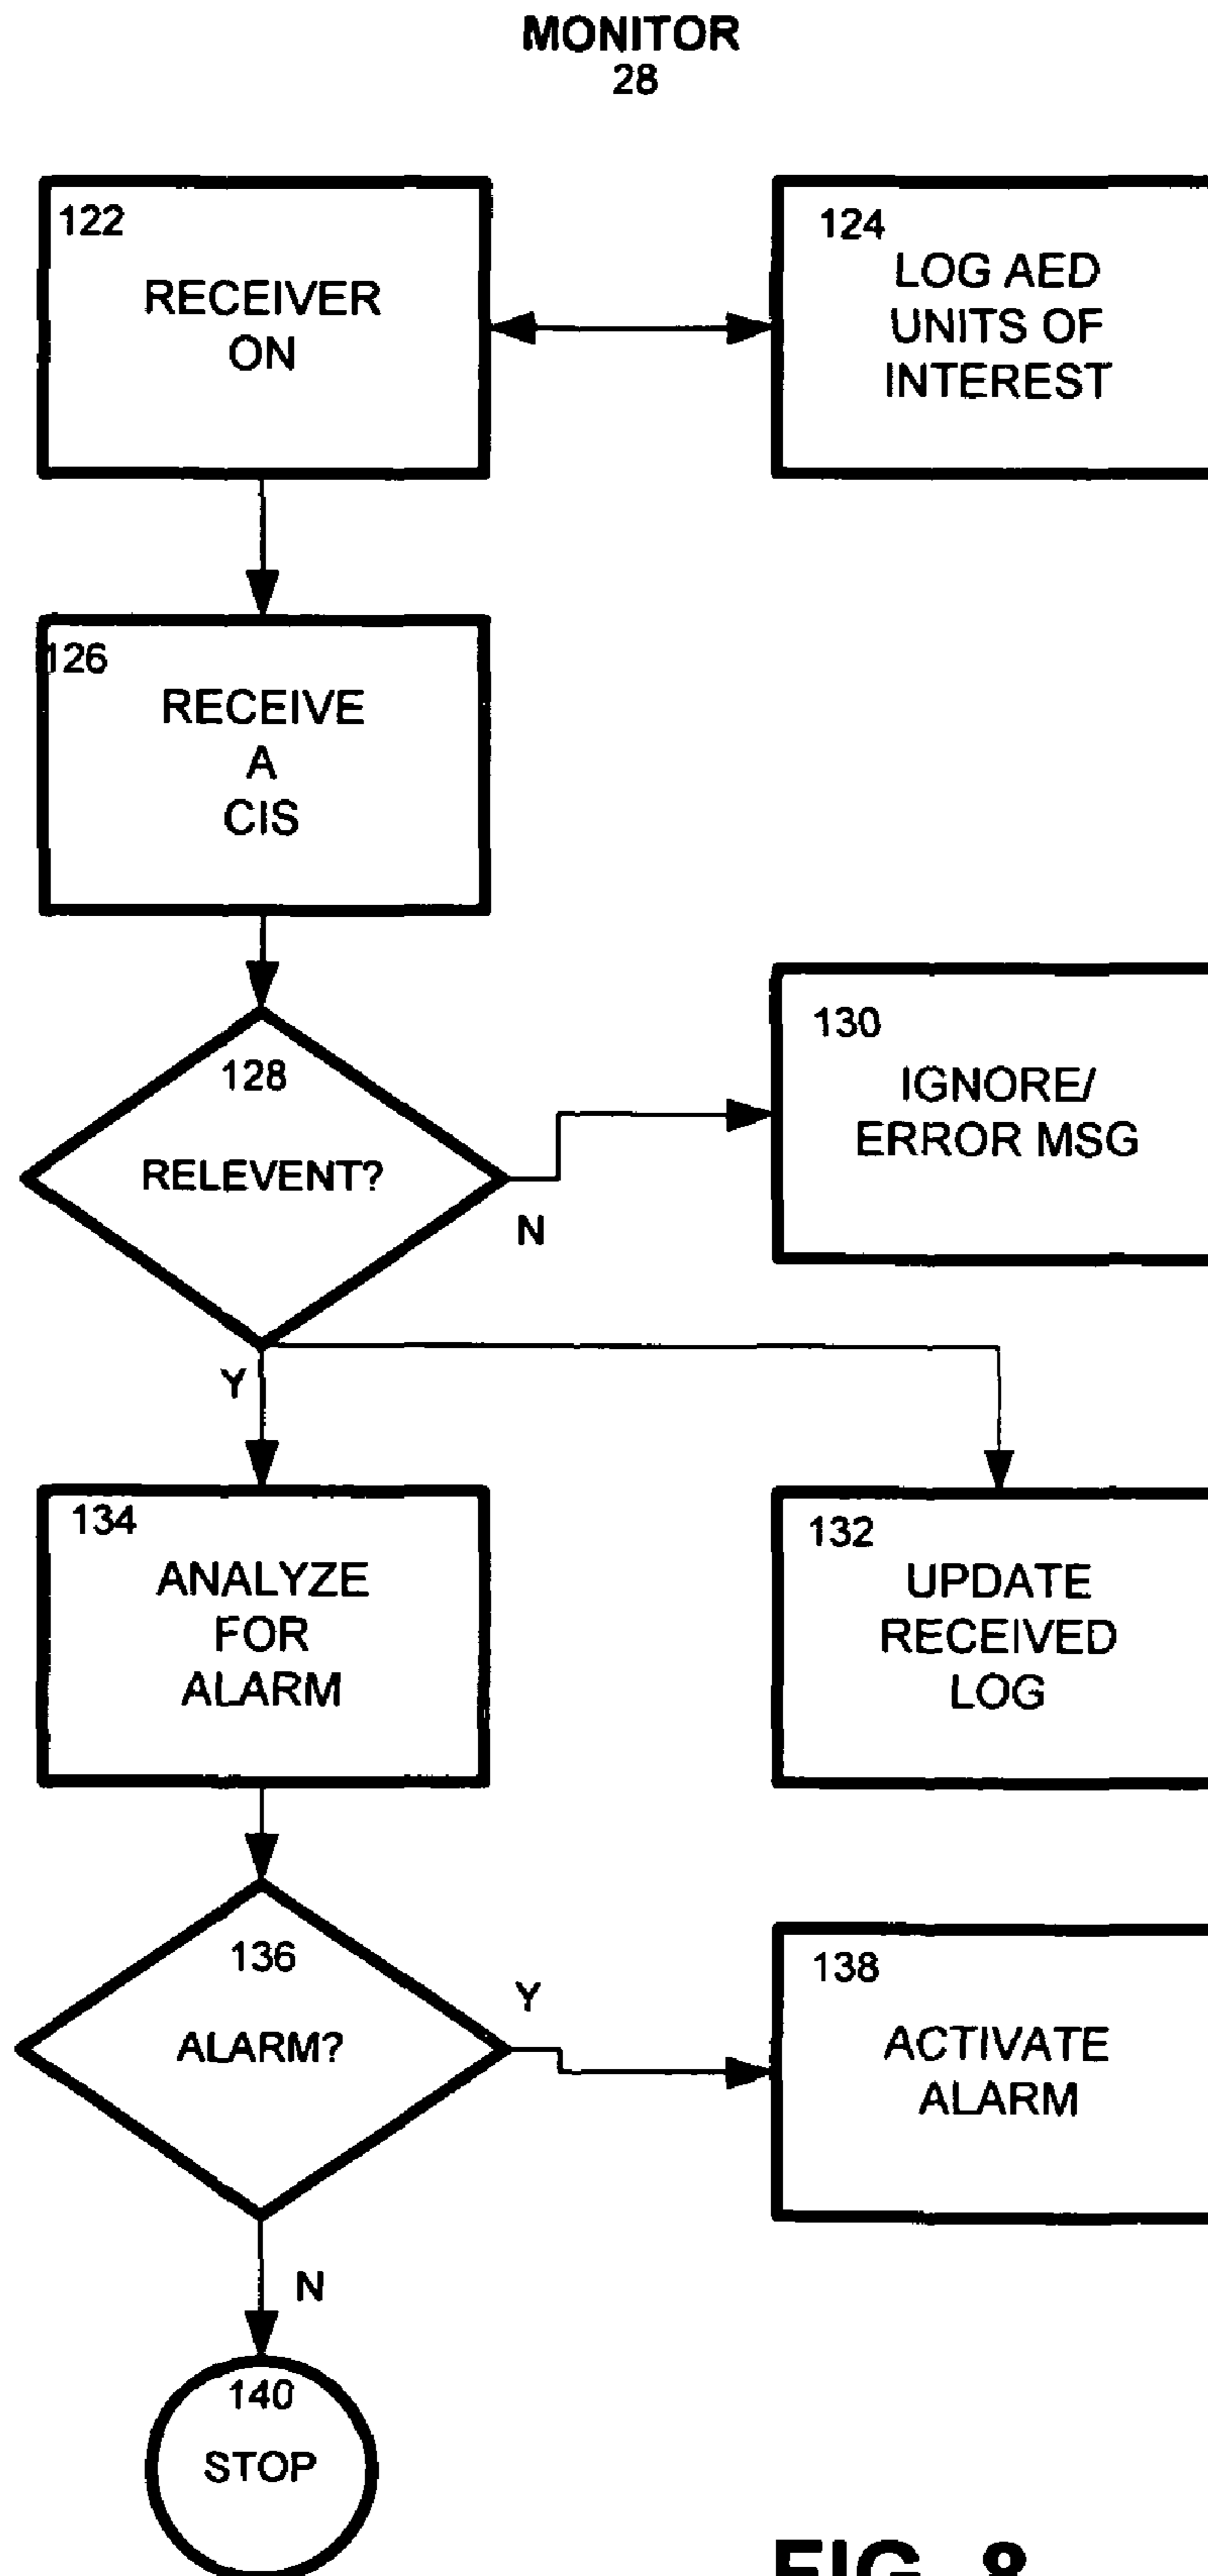 MONITOR
28
122
RECEIVER
ON
124
LOG AED
UNITS OF
INTEREST
126
RECEIVE
A
CIS
128
RELEVENT?
N
Y
130
IGNORE/
ERROR MSG
134
ANALYZE
FOR
ALARM
132
UPDATE
RECEIVED
LOG
136
ALARM?
Y
N
138
ACTIVATE
ALARM
140
STOP
FIG. 8